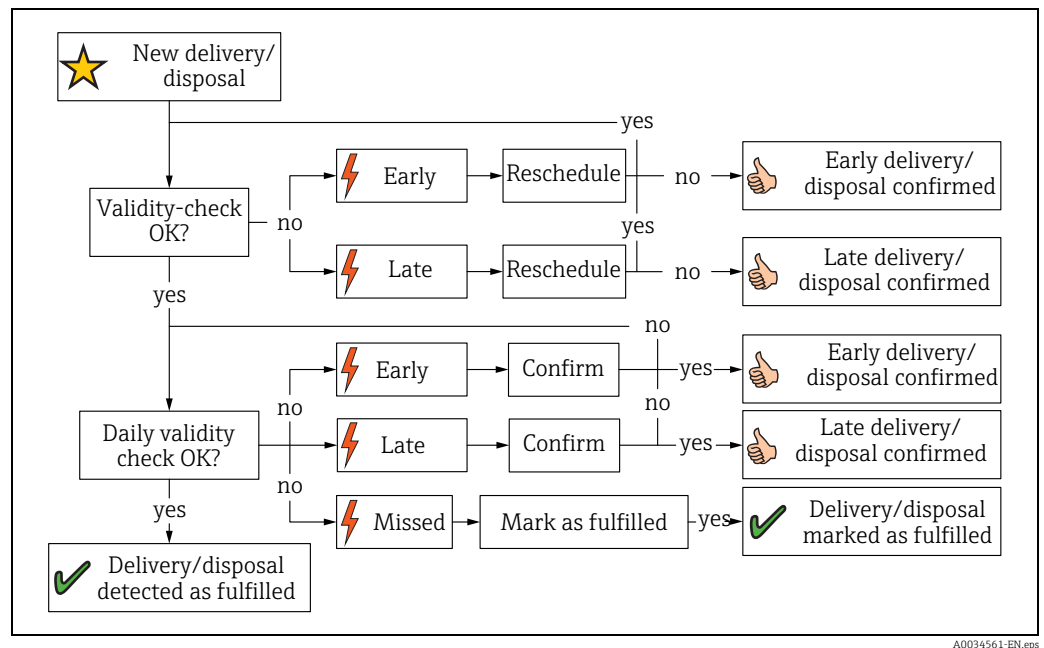 New delivery/
disposal
yes
Early
Reschedule
no
Early delivery/
disposal confirmed
Validity-check
OK?
no
yes
Late
Reschedule
no
Late delivery/
disposal confirmed
yes
no
Early
Confirm
yes
Early delivery/
disposal confirmed
no
no
Daily validity
check OK?
Late
Confirm
yes
Late delivery/
disposal confirmed
no
yes
Missed
Mark as fulfilled
yes
Delivery/disposal
marked as fulfilled
Delivery/disposal
detected as fulfilled
A0034561-EN.eps